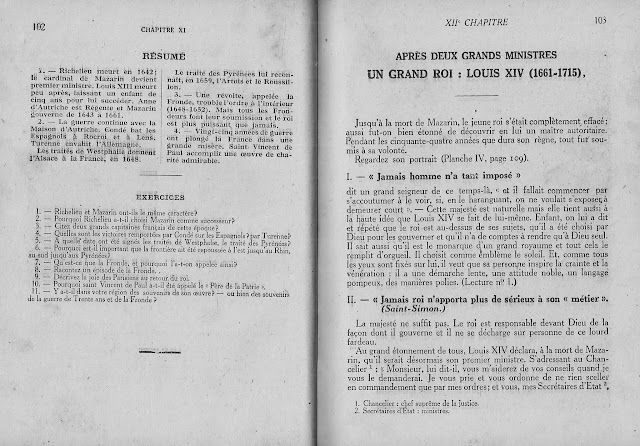 102
CHAPITRE XI
RÉSUMÉ
1. — Richelieu meurt en 1642;
le cardinal de Mazarin devient
premier ministre. Louis XIII meurt
peu après, laissant un enfant de
cinq ans pour lui succéder. Anne
d'Autriche est Régente et Mazarin
gouverne de 1643 à 1661.
2. — La guerre continue avec la
Maison d'Autriche. Condé bat les
Espagnols à Rocroi et à Lens,
Turenne envahit l'Allemagne.
Les traités de Westphalie donnent
l'Alsace à la France, en 1648.
Le traité des Pyrénées lui recon-
naît, en 1659, l'Artois et le Roussil-
lon.
3. — Une révolte, appelée la
Fronde, trouble l'ordre à l'intérieur
(1648-1652). Mais tous les Fron-
deurs font leur soumission et le roi
est plus puissant que jamais.
4. — Vingt-cinq années de guerre
ont plongé la France dans une
grande misère. Saint Vincent de
Paul accomplit une œuvre de cha-
rité admirable.
EXERCICES
1. — Richelieu et Mazarin ont-ils le même caractère?
2. — Pourquoi Richelieu a-t-il choisi Mazarin comme successeur?
3. — Citez deux grands capitaines français de cette époque?
4. — Quelles sont les victoires remportées par Condé sur les Espagnols? par Turenne?
5. — A quelle date ont été signés les traités de Westphalie, le traité des Pyrénées?
6. — Pourquoi est-il important que la frontière ait été repoussée à l'est jusqu'au Rhin,
au sud jusqu'aux Pyrénées?
7. — Qu'est-ce que la Fronde, et pourquoi l'a-t-on appelée ainsi?
8. — Racontez un épisode de la Fronde.
9. — Décrivez la joie des Parisiens au retour du roi.
10. — Pourquoi saint Vincent de Paul a-t-il été appelé le « Père de la Patrie ».
11. — Y a-t-il dans votre région des souvenirs de son œuvre? — ou bien des souvenirs
de la guerre de Trente ans et de la Fronde?
XIIe CHAPITRE
103
APRÈS DEUX GRANDS MINISTRES
UN GRAND ROI : LOUIS XIV (1661-1715),
Jusqu'à la mort de Mazarin, le jeune roi s'était complètement effacé;
aussi fut-on bien étonné de découvrir en lui un maître autoritaire.
Pendant les cinquante-quatre années que dura son règne, tout fut sou-
mis à sa volonté.
Regardez son portrait (Planche IV, page 109).
I. — « Jamais homme n'a tant imposé »
dit un grand seigneur de ce temps-là, « et il fallait commencer par
s'accoutumer à le voir, si, en le haranguant, on ne voulait s'exposer à
demeurer court ». — Cette majesté est naturelle mais elle tient aussi à
la haute idée que Louis XIV se fait de lui-même. Enfant, on lui a dit
et répété que le roi est au-dessus de ses sujets, qu'il a été choisi par
Dieu pour les gouverner et qu'il n'a de comptes à rendre qu'à Dieu seul.
Il sait aussi qu'il est le monarque d'un grand royaume et tout cela le
remplit d'orgueil. Il choisit comme emblème le soleil. Et, comme tous
les yeux sont fixés sur lui, il veut que sa personne inspire la crainte et la
vénération : il a une démarche lente, une attitude noble, un langage
pompeux, des manières polies. (Lecture nº 1.)
II. — « Jamais roi n'apporta plus de sérieux à son « métier ».
(Saint-Simon.)
La majesté ne suffit pas. Le roi est responsable devant Dieu de la
façon dont il gouverne et il ne se décharge sur personne de ce lourd
fardeau.
Au grand étonnement de tous, Louis XIV déclara, à la mort de Maza-
rin, qu'il serait désormais son premier ministre. S'adressant au Chan-
celier 1 : « Monsieur, lui dit-il, vous m'aiderez de vos conseils quand je
vous le demanderai. Je vous prie et vous ordonne de ne rien sceller
en commandement que par mes ordres; et vous, mes Secrétaires d'État 2,
1. Chancelier : chef suprême de la justice.
2. Secrétaires d'État : ministres.